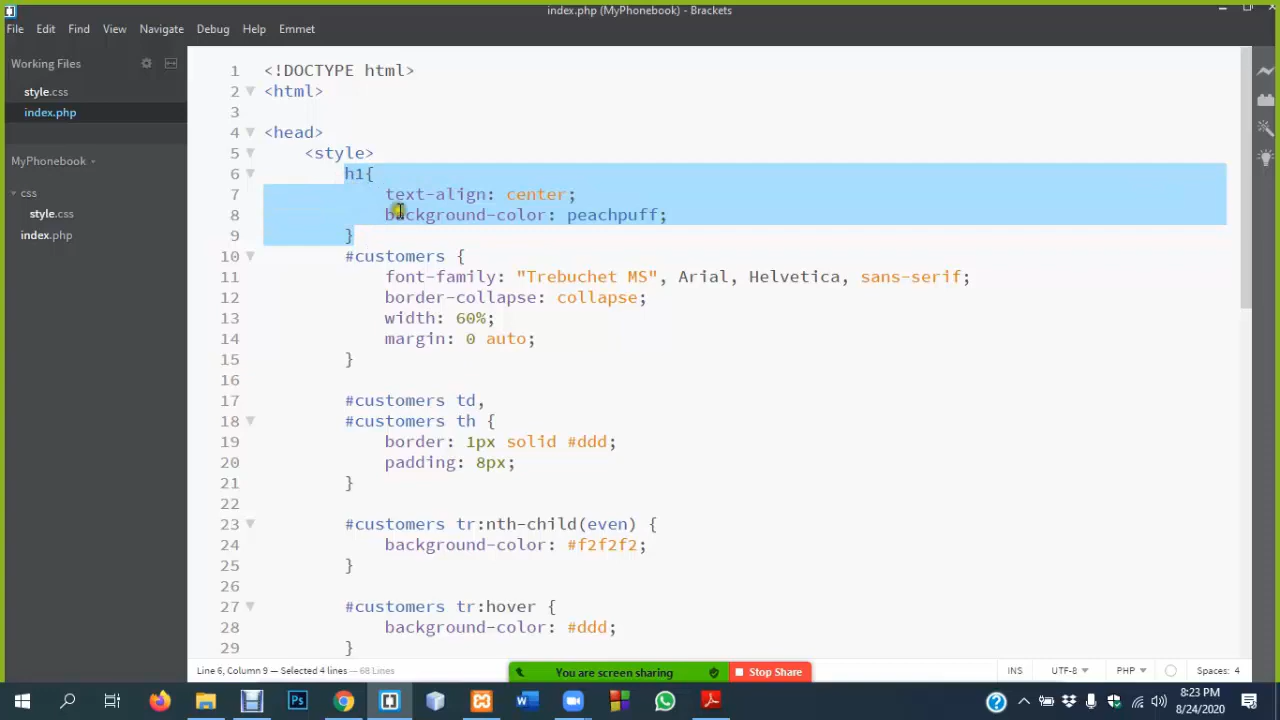 index.php (MyPhonebook) - Brackets
File Edit Find View Navigate Debug Help Emmet
Working Files
style.css
index.php
MyPhonebook
css
style.css
index.php
1 <!DOCTYPE html>
2 <html>
3
4 <head>
5 <style>
6 h1{
7 text-align: center;
8 background-color: peachpuff;
9 }
10 #customers {
11 font-family: "Trebuchet MS", Arial, Helvetica, sans-serif;
12 border-collapse: collapse;
13 width: 60%;
14 margin: 0 auto;
15 }
16
17 #customers td,
18 #customers th {
19 border: 1px solid #ddd;
20 padding: 8px;
21 }
22
23 #customers tr:nth-child(even) {
24 background-color: #f2f2f2;
25 }
26
27 #customers tr:hover {
28 background-color: #ddd;
29 }
Line 6, Column 9 — Selected 4 lines — 68 Lines
INS UTF-8 PHP Spaces: 4
You are screen sharing Stop Share
Ps
8:23 PM
8/24/2020